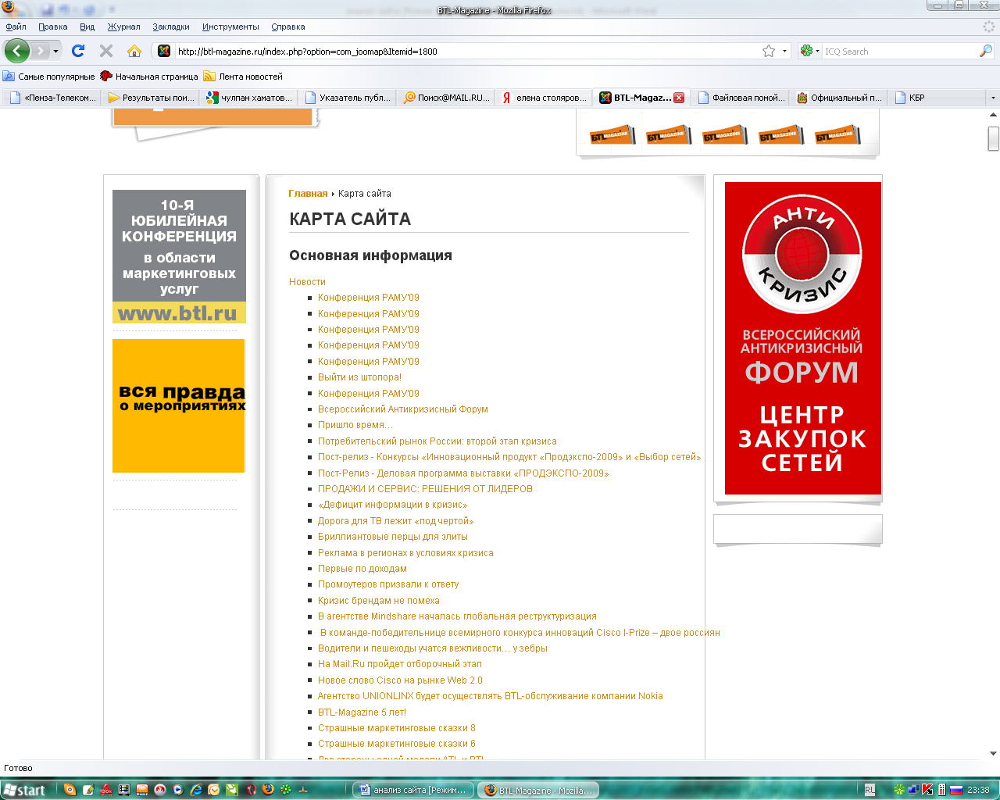 BTL-Magazine - Mozilla Firefox
Файл Правка Вид Журнал Закладки Инструменты Справка
http://btl-magazine.ru/index.php?option=com_joomap&Itemid=1800
ICQ Search
Самые популярные Начальная страница Лента новостей
«Пенза-Телеком... Результаты пои... чулпан хаматов... Указатель публ... Поиск@MAIL.RU... елена столяров... BTL-Magaz... Файловая помой... Официальный п... КБР
BTL MAGAZINE BTL MAGAZINE BTL MAGAZINE BTL MAGAZINE BTL MAGAZINE
10-Я
ЮБИЛЕЙНАЯ
КОНФЕРЕНЦИЯ
в области
маркетинговых
услуг
www.btl.ru
вся правда
о мероприятиях
Главная Карта сайта
КАРТА САЙТА
Основная информация
Новости
Конференция РАМУ'09
Конференция РАМУ'09
Конференция РАМУ'09
Конференция РАМУ'09
Конференция РАМУ'09
Выйти из штопора!
Конференция РАМУ'09
Всероссийский Антикризисный Форум
Пришло время...
Потребительский рынок России: второй этап кризиса
Пост-релиз - Конкурсы «Инновационный продукт «Продэкспо-2009» и «Выбор сетей»
Пост-Релиз - Деловая программа выставки «ПРОДЭКСПО-2009»
ПРОДАЖИ И СЕРВИС: РЕШЕНИЯ ОТ ЛИДЕРОВ
«Дефицит информации в кризис»
Дорога для ТВ лежит «под чертой»
Бриллиантовые перцы для элиты
Реклама в регионах в условиях кризиса
Первые по доходам
Промоутеров призвали к ответу
Кризис брендам не помеха
В агентстве Mindshare началась глобальная реструктуризация
В команде-победительнице всемирного конкурса инноваций Cisco I-Prize – двое россиян
Водители и пешеходы учатся вежливости... у зебры
На Mail.Ru пройдет отборочный этап
Новое слово Cisco на рынке Web 2.0
Агентство UNIONLINX будет осуществлять BTL-обслуживание компании Nokia
BTL-Magazine 5 лет!
Страшные маркетинговые сказки 8
Страшные маркетинговые сказки 6
АНТИ
КРИЗИС
ВСЕРОССИЙСКИЙ
АНТИКРИЗИСНЫЙ
ФОРУМ
ЦЕНТР
ЗАКУПОК
СЕТЕЙ
Готово
start
анализ сайта [Режим... BTL-Magazine - Mozilla...
RL
23:38